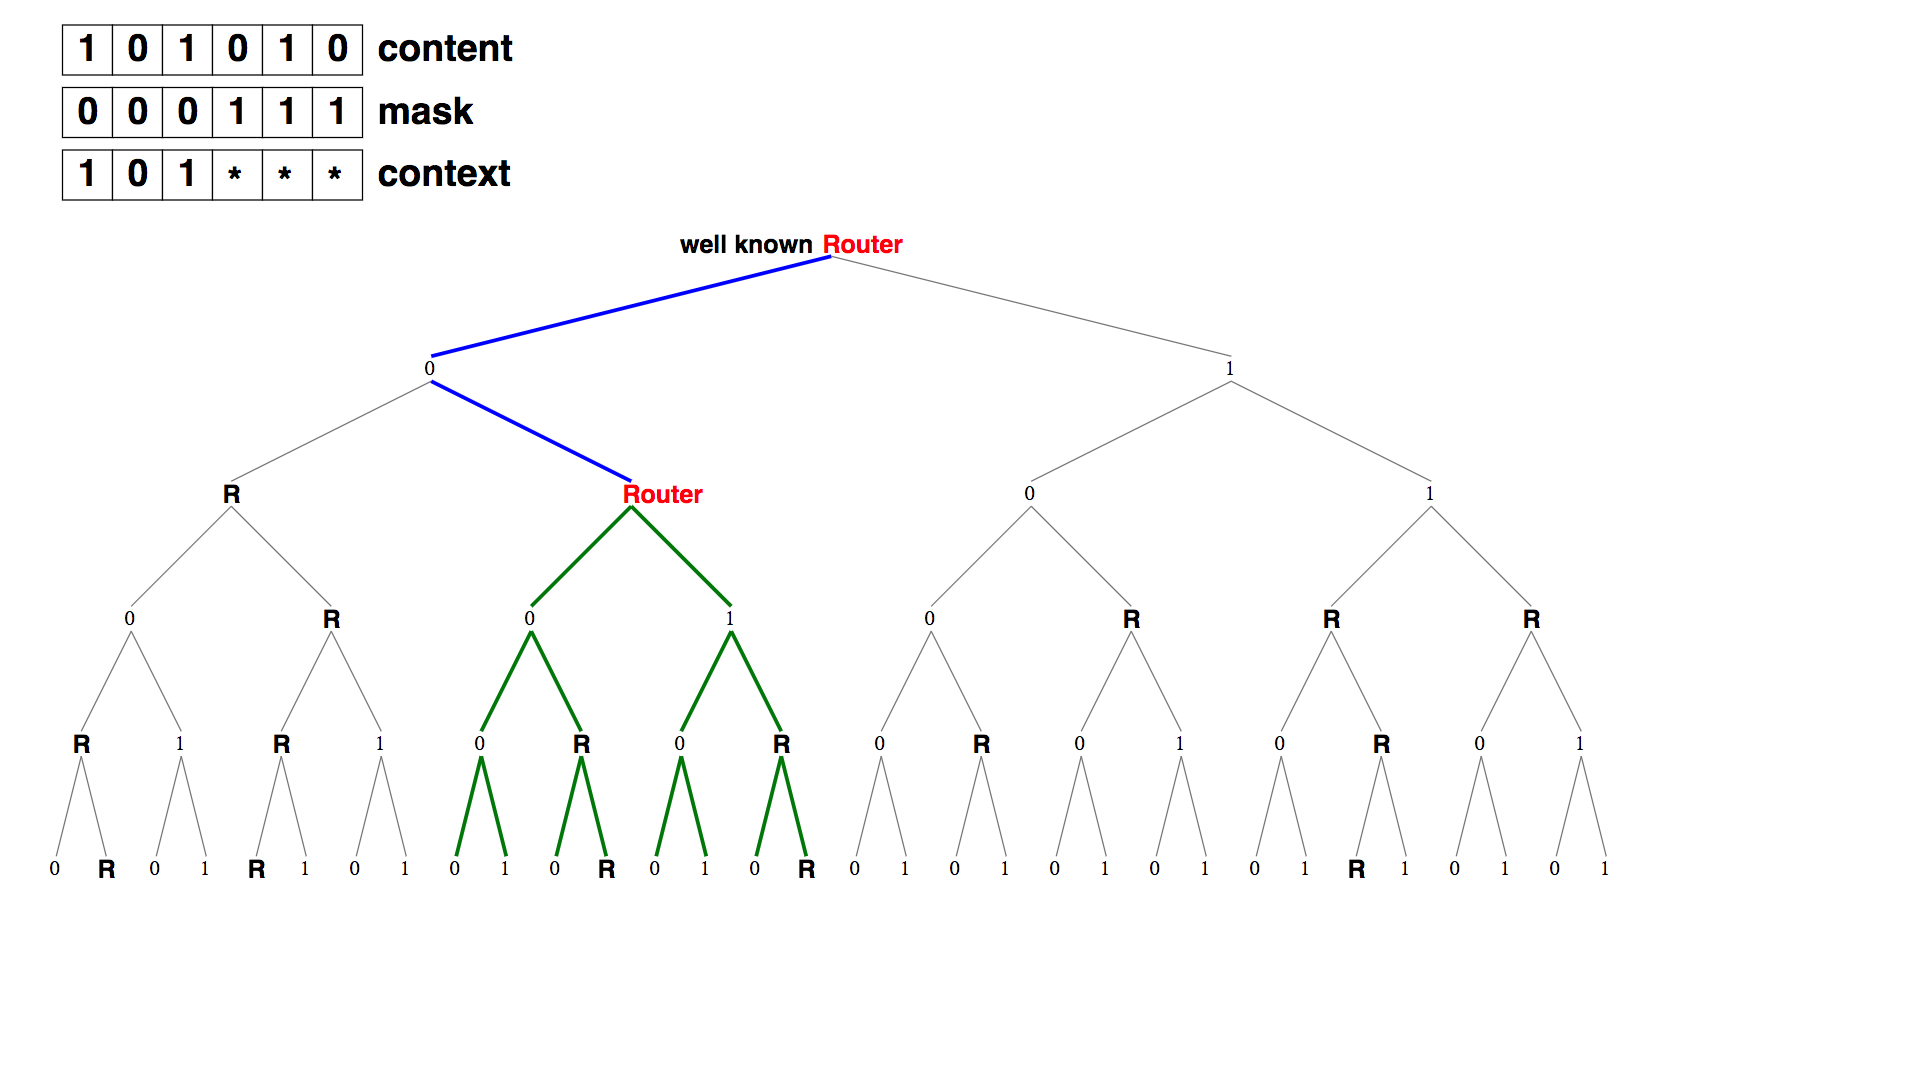 1 0 1 0 1 0 content
0 0 0 1 1 1 mask
1 0 1 * * * context
well known Router
0 1
R Router 0 1
0 R 0 1 0 R R R
R 1 R 1 0 R 0 R 0 R 0 1 0 R 0 1
0 R 0 1 R 1 0 1 0 1 0 R 0 1 0 R 0 1 0 1 0 1 0 1 0 1 R 1 0 1 0 1